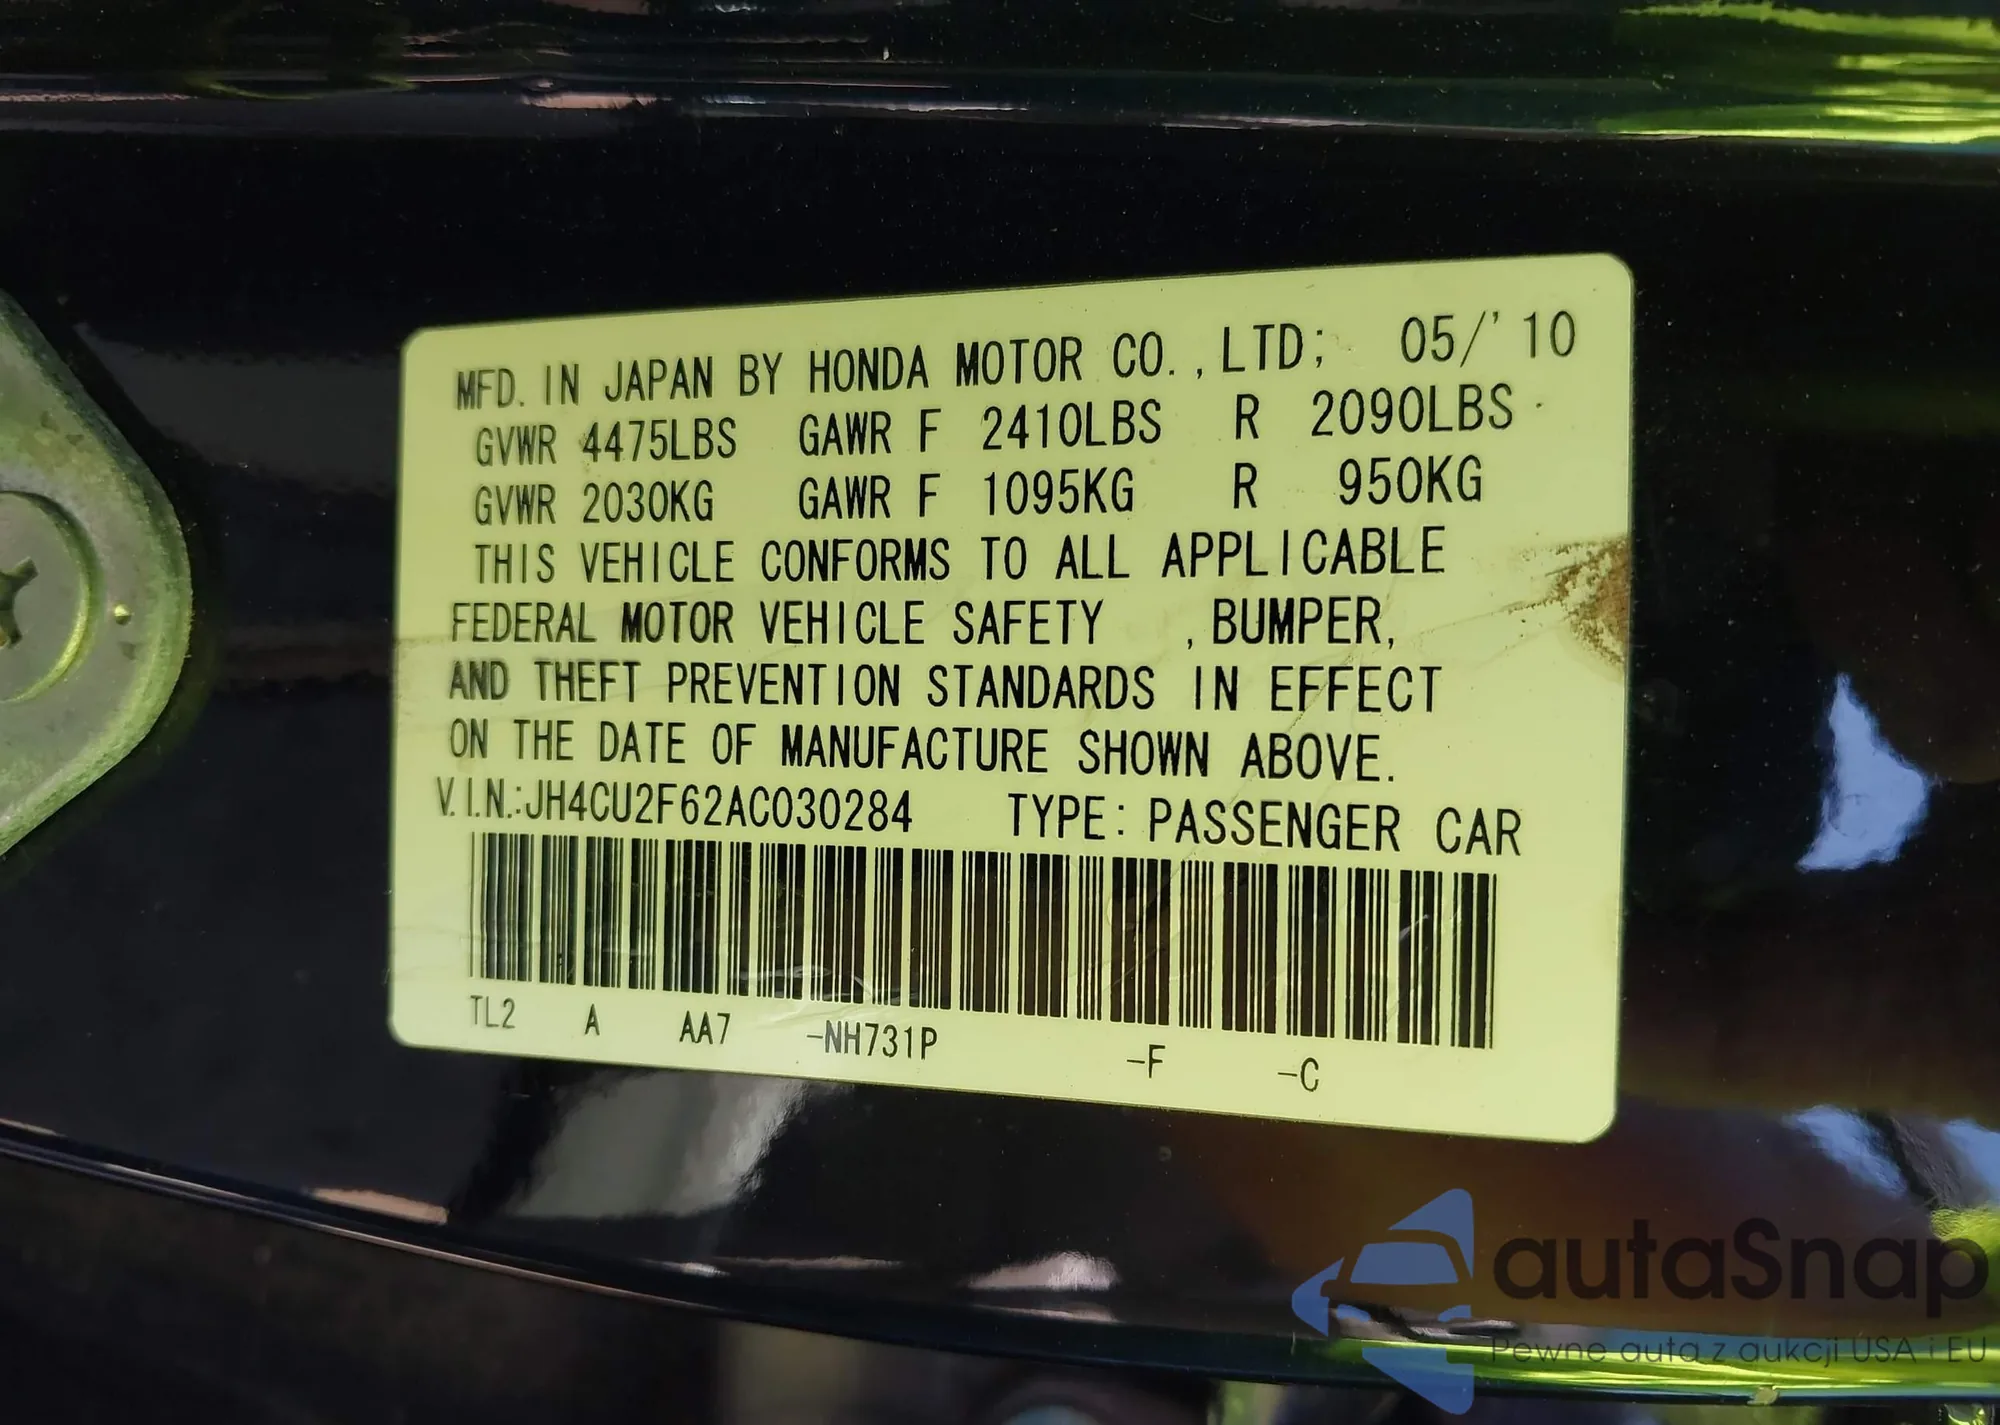 MFD. IN JAPAN BY HONDA MOTOR CO.,LTD; 05/'10
GVWR 4475LBS GAWR F 2410LBS R 2090LBS
GVWR 2030KG GAWR F 1095KG R 950KG
THIS VEHICLE CONFORMS TO ALL APPLICABLE
FEDERAL MOTOR VEHICLE SAFETY ,BUMPER,
AND THEFT PREVENTION STANDARDS IN EFFECT
ON THE DATE OF MANUFACTURE SHOWN ABOVE.
V.I.N.:JH4CU2F62AC030284 TYPE: PASSENGER CAR
TL2 A AA7 -NH731P -F -C
autaSnap
Pewne auta z aukcji USA i EU